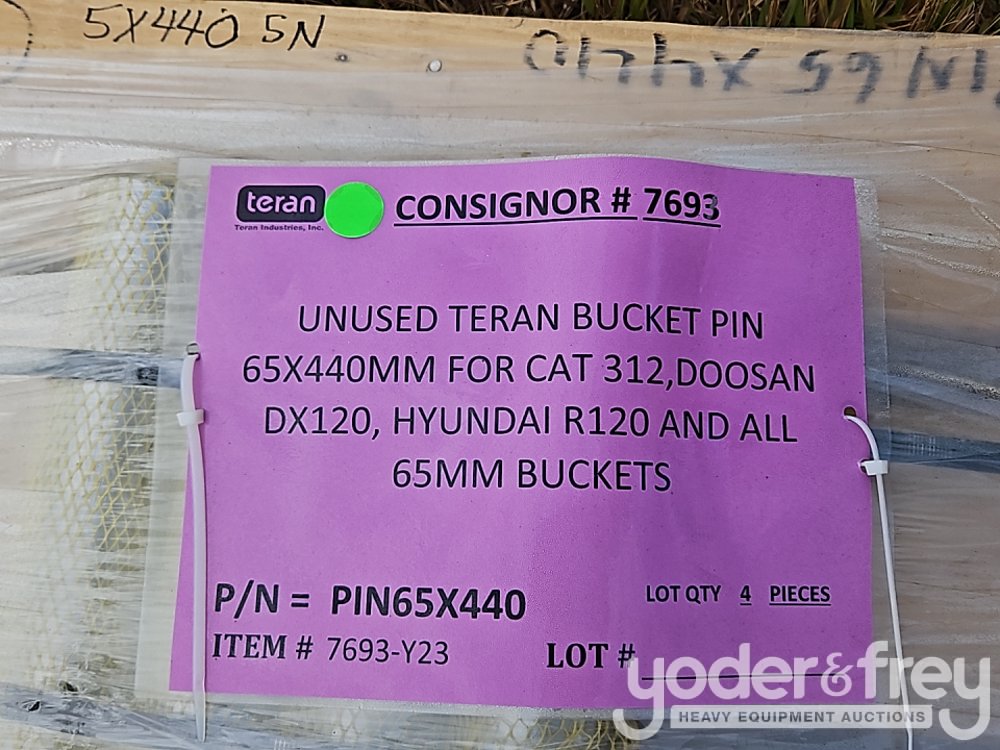 5X440 5N
teran
Teran Industries, Inc.
CONSIGNOR # 7693
UNUSED TERAN BUCKET PIN
65X440MM FOR CAT 312,DOOSAN
DX120, HYUNDAI R120 AND ALL
65MM BUCKETS
P/N = PIN65X440
LOT QTY 4 PIECES
ITEM # 7693-Y23
LOT #
yoder&frey
HEAVY EQUIPMENT AUCTIONS